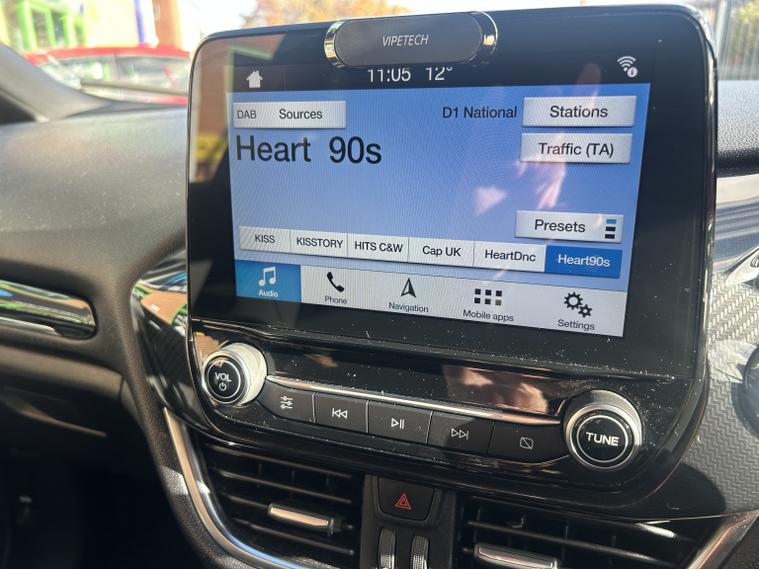 VIPETECH
11:05 12°
DAB Sources
D1 National Stations
Heart 90s
Traffic (TA)
Presets
KISS KISSTORY HITS C&W Cap UK HeartDnc Heart90s
Audio Phone Navigation Mobile apps Settings
VOL
TUNE